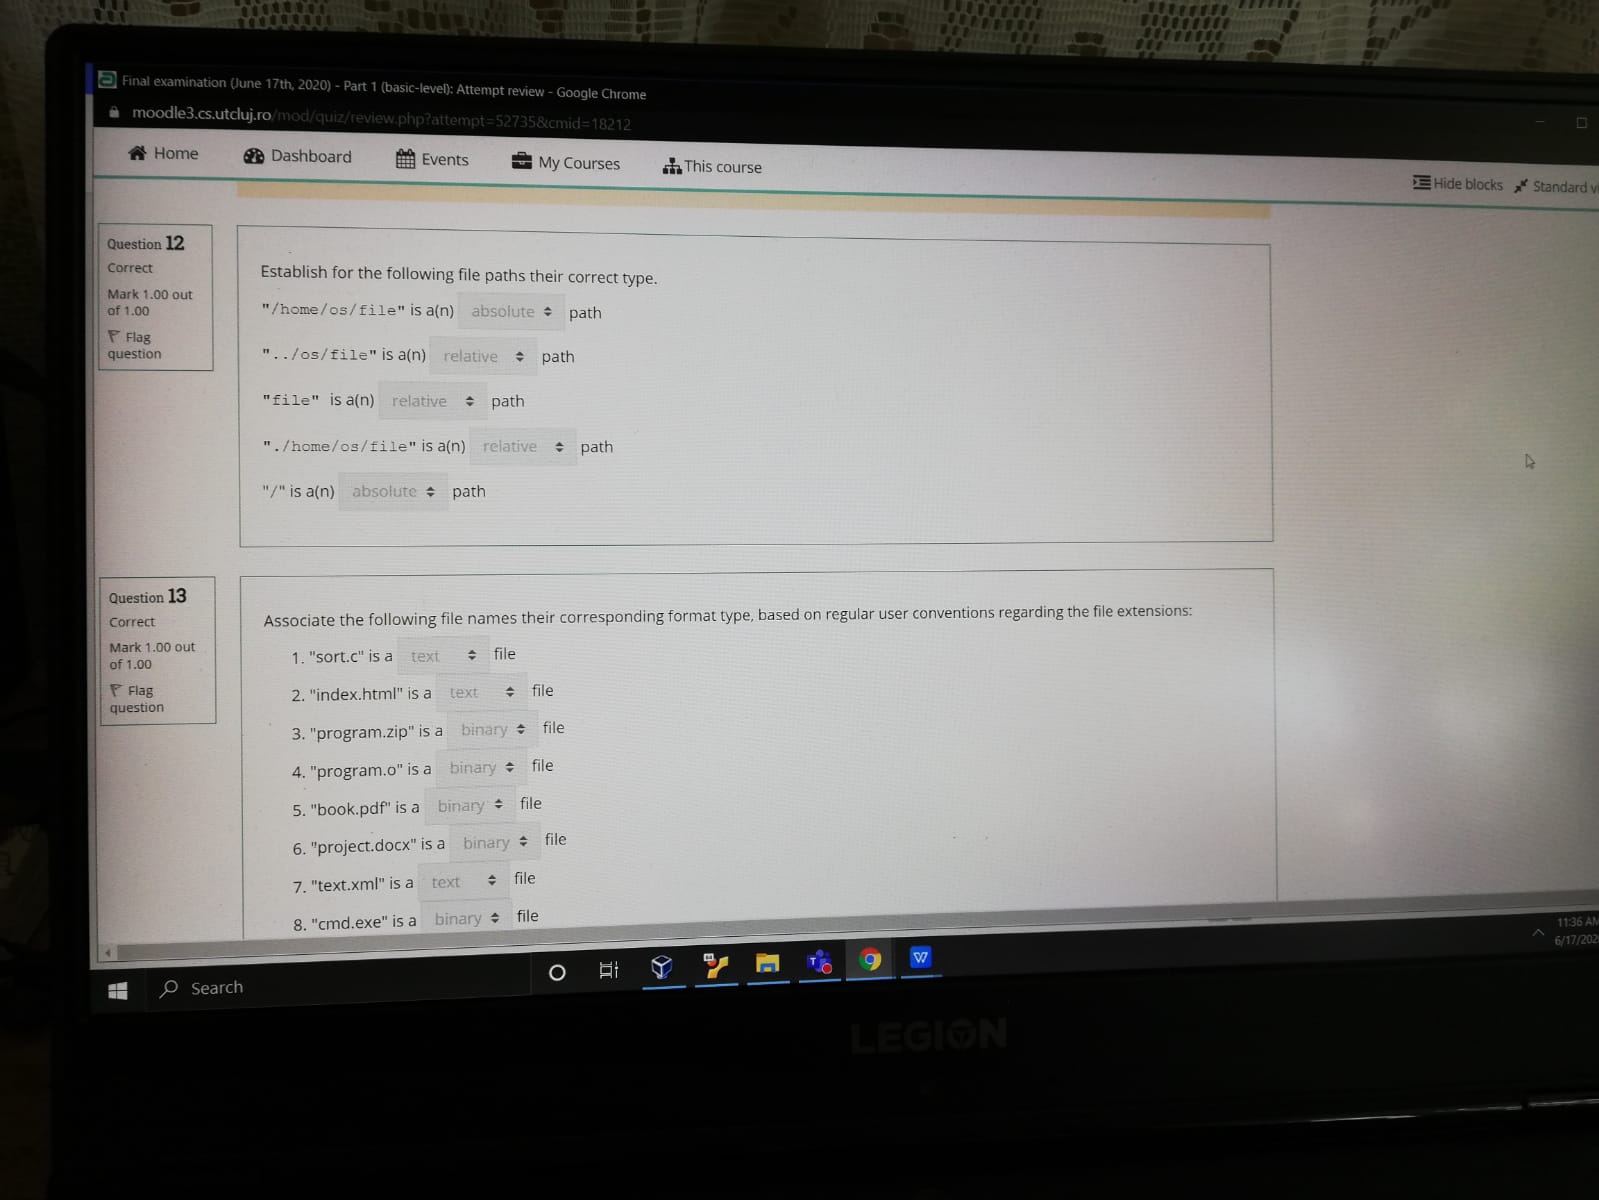 Final examination (June 17th, 2020) - Part 1 (basic-level): Attempt review - Google Chrome
moodle3.cs.utcluj.ro/mod/quiz/review.php?attempt=52735&cmid=18212
Home Dashboard Events My Courses This course
Hide blocks Standard vi
Question 12
Correct
Mark 1.00 out
of 1.00
Flag
question
Establish for the following file paths their correct type.
"/home/os/file" is a(n) absolute path
"../os/file" is a(n) relative path
"file" is a(n) relative path
"./home/os/file" is a(n) relative path
"/" is a(n) absolute path
Question 13
Correct
Mark 1.00 out
of 1.00
Flag
question
Associate the following file names their corresponding format type, based on regular user conventions regarding the file extensions:
1. "sort.c" is a text file
2. "index.html" is a text file
3. "program.zip" is a binary file
4. "program.o" is a binary file
5. "book.pdf" is a binary file
6. "project.docx" is a binary file
7. "text.xml" is a text file
8. "cmd.exe" is a binary file
11:36 AM
6/17/202
Search
LEGION